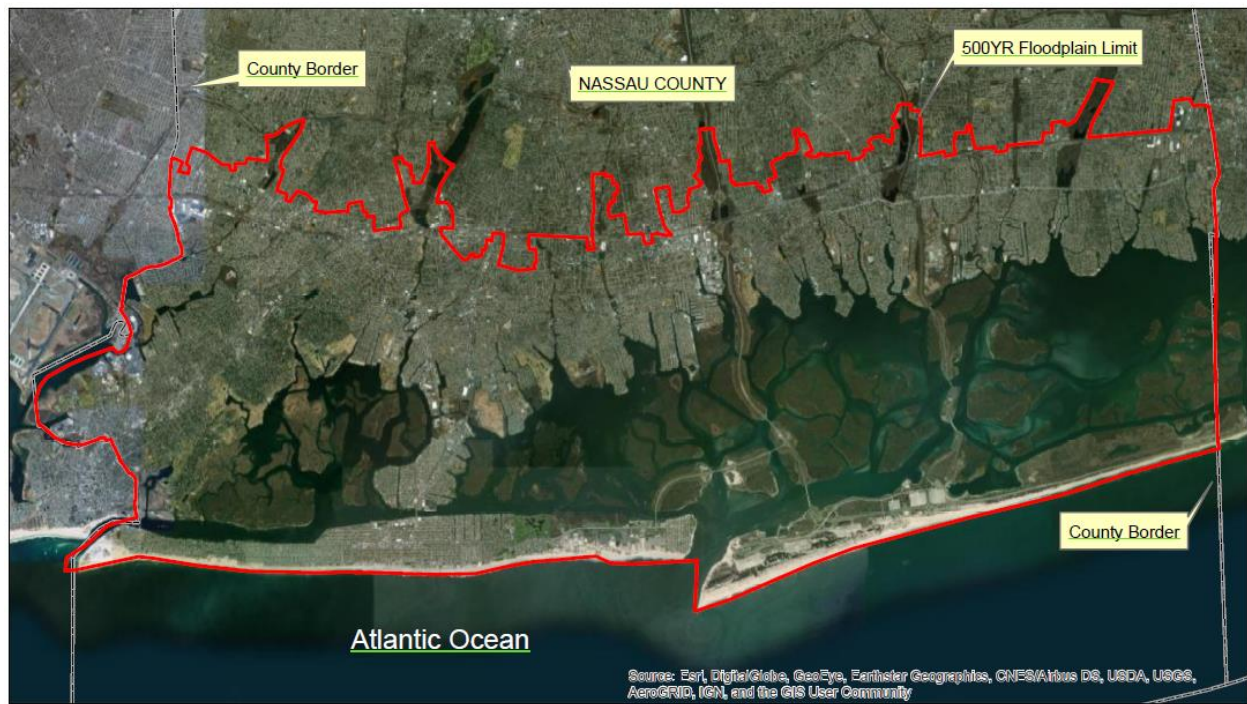 County Border
NASSAU COUNTY
500YR Floodplain Limit
County Border
Atlantic Ocean
Source: Esri, DigitalGlobe, GeoEye, Earthstar Geographics, CNES/Airbus DS, USDA, USGS,
AeroGRID, IGN, and the GIS User Community